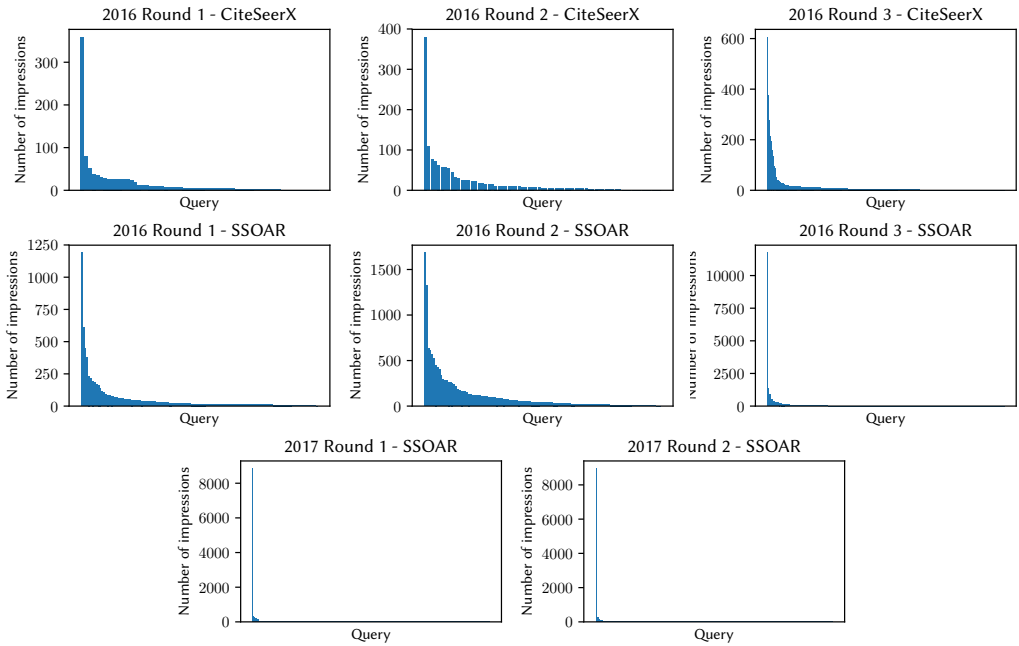 2016 Round 1 - CiteSeerX
Number of impressions
300
200
100
0
Query
2016 Round 2 - CiteSeerX
Number of impressions
400
300
200
100
0
Query
2016 Round 3 - CiteSeerX
Number of impressions
600
400
200
0
Query
2016 Round 1 - SSOAR
Number of impressions
1250
1000
750
500
250
0
Query
2016 Round 2 - SSOAR
Number of impressions
1500
1000
500
0
Query
2016 Round 3 - SSOAR
Number of impressions
10000
7500
5000
2500
0
Query
2017 Round 1 - SSOAR
Number of impressions
8000
6000
4000
2000
0
Query
2017 Round 2 - SSOAR
Number of impressions
8000
6000
4000
2000
0
Query